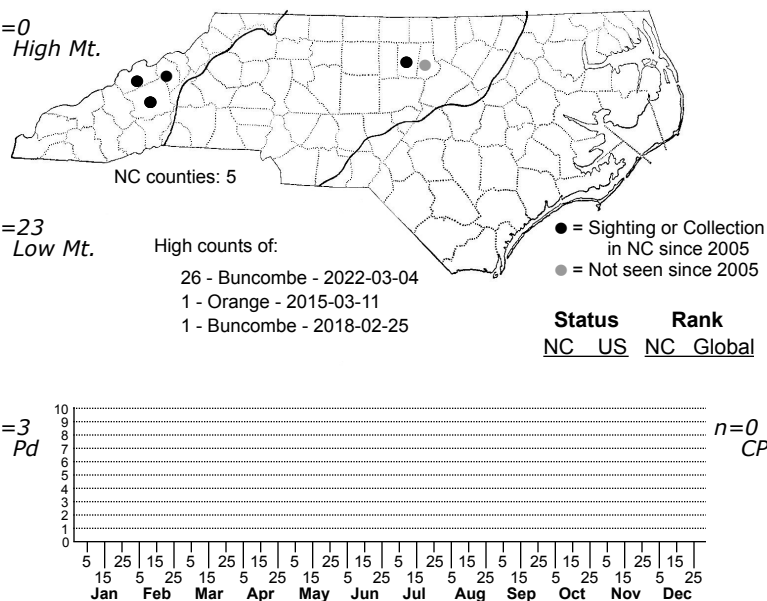 =0
High Mt.
NC counties: 5
=23
Low Mt.
High counts of:
26 - Buncombe - 2022-03-04
1 - Orange - 2015-03-11
1 - Buncombe - 2018-02-25
● = Sighting or Collection
in NC since 2005
● = Not seen since 2005
Status Rank
NC US NC Global
=3
Pd
n=0
CP
10
9
8
7
6
5
4
3
2
1
0
5 25 15 5 25 15 5 25 15 5 25 15 5 25 15 5 25 15
15 5 25 15 5 25 15 5 25 15 5 25 15 5 25 15 5 25
Jan Feb Mar Apr May Jun Jul Aug Sep Oct Nov Dec